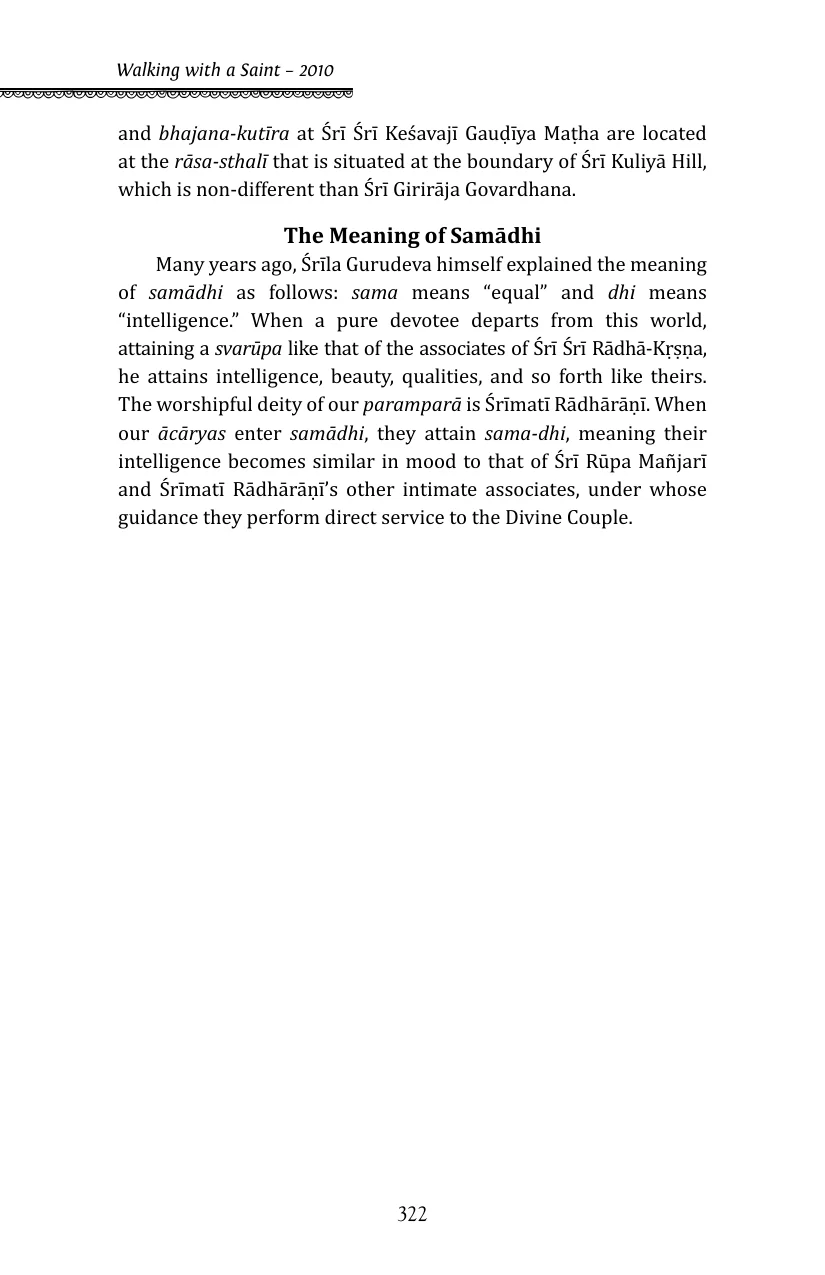 Walking with a Saint – 2010
and bhajana-kutīra at Śrī Śrī Keśavajī Gauḍīya Maṭha are located
at the rāsa-sthalī that is situated at the boundary of Śrī Kuliyā Hill,
which is non-different than Śrī Girirāja Govardhana.
The Meaning of Samādhi
Many years ago, Śrīla Gurudeva himself explained the meaning
of samādhi as follows: sama means “equal” and dhi means
“intelligence.” When a pure devotee departs from this world,
attaining a svarūpa like that of the associates of Śrī Śrī Rādhā-Kṛṣṇa,
he attains intelligence, beauty, qualities, and so forth like theirs.
The worshipful deity of our paramparā is Śrīmatī Rādhārāṇī. When
our ācāryas enter samādhi, they attain sama-dhi, meaning their
intelligence becomes similar in mood to that of Śrī Rūpa Mañjarī
and Śrīmatī Rādhārāṇī’s other intimate associates, under whose
guidance they perform direct service to the Divine Couple.
322